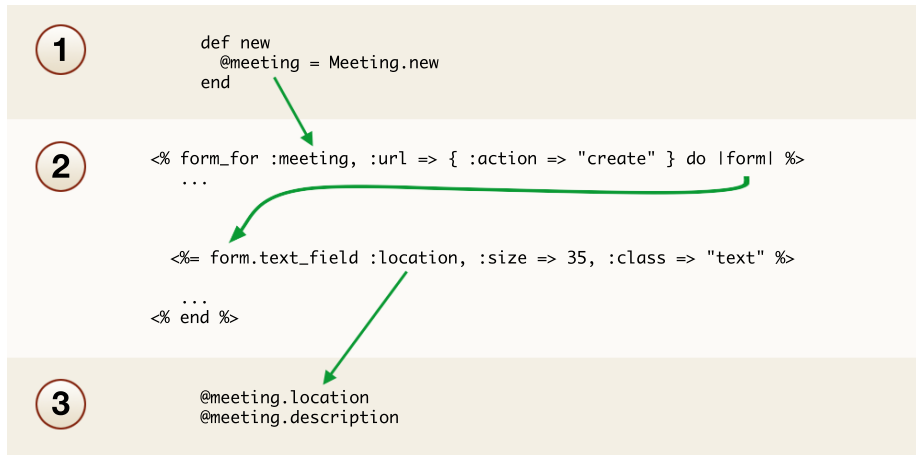 1
def new
@meeting = Meeting.new
end
2
<% form_for :meeting, :url => { :action => "create" } do |form| %>
...
<%= form.text_field :location, :size => 35, :class => "text" %>
...
<% end %>
3
@meeting.location
@meeting.description